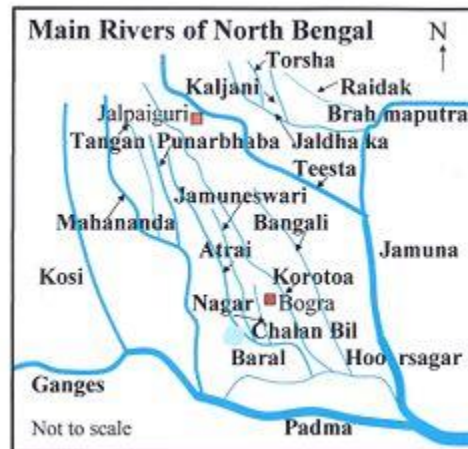 Main Rivers of North Bengal
N
Torsha
Kaljani
Raidak
Jalpaiguri
Brahmaputra
Tangan Punarbhaba
Jaldhaka
Teesta
Jamuneswari
Mahananda
Bangali
Atrai
Jamuna
Kosi
Korotoa
Nagar
Bogra
Chalan Bil
Baral
Hoorsagar
Ganges
Not to scale
Padma